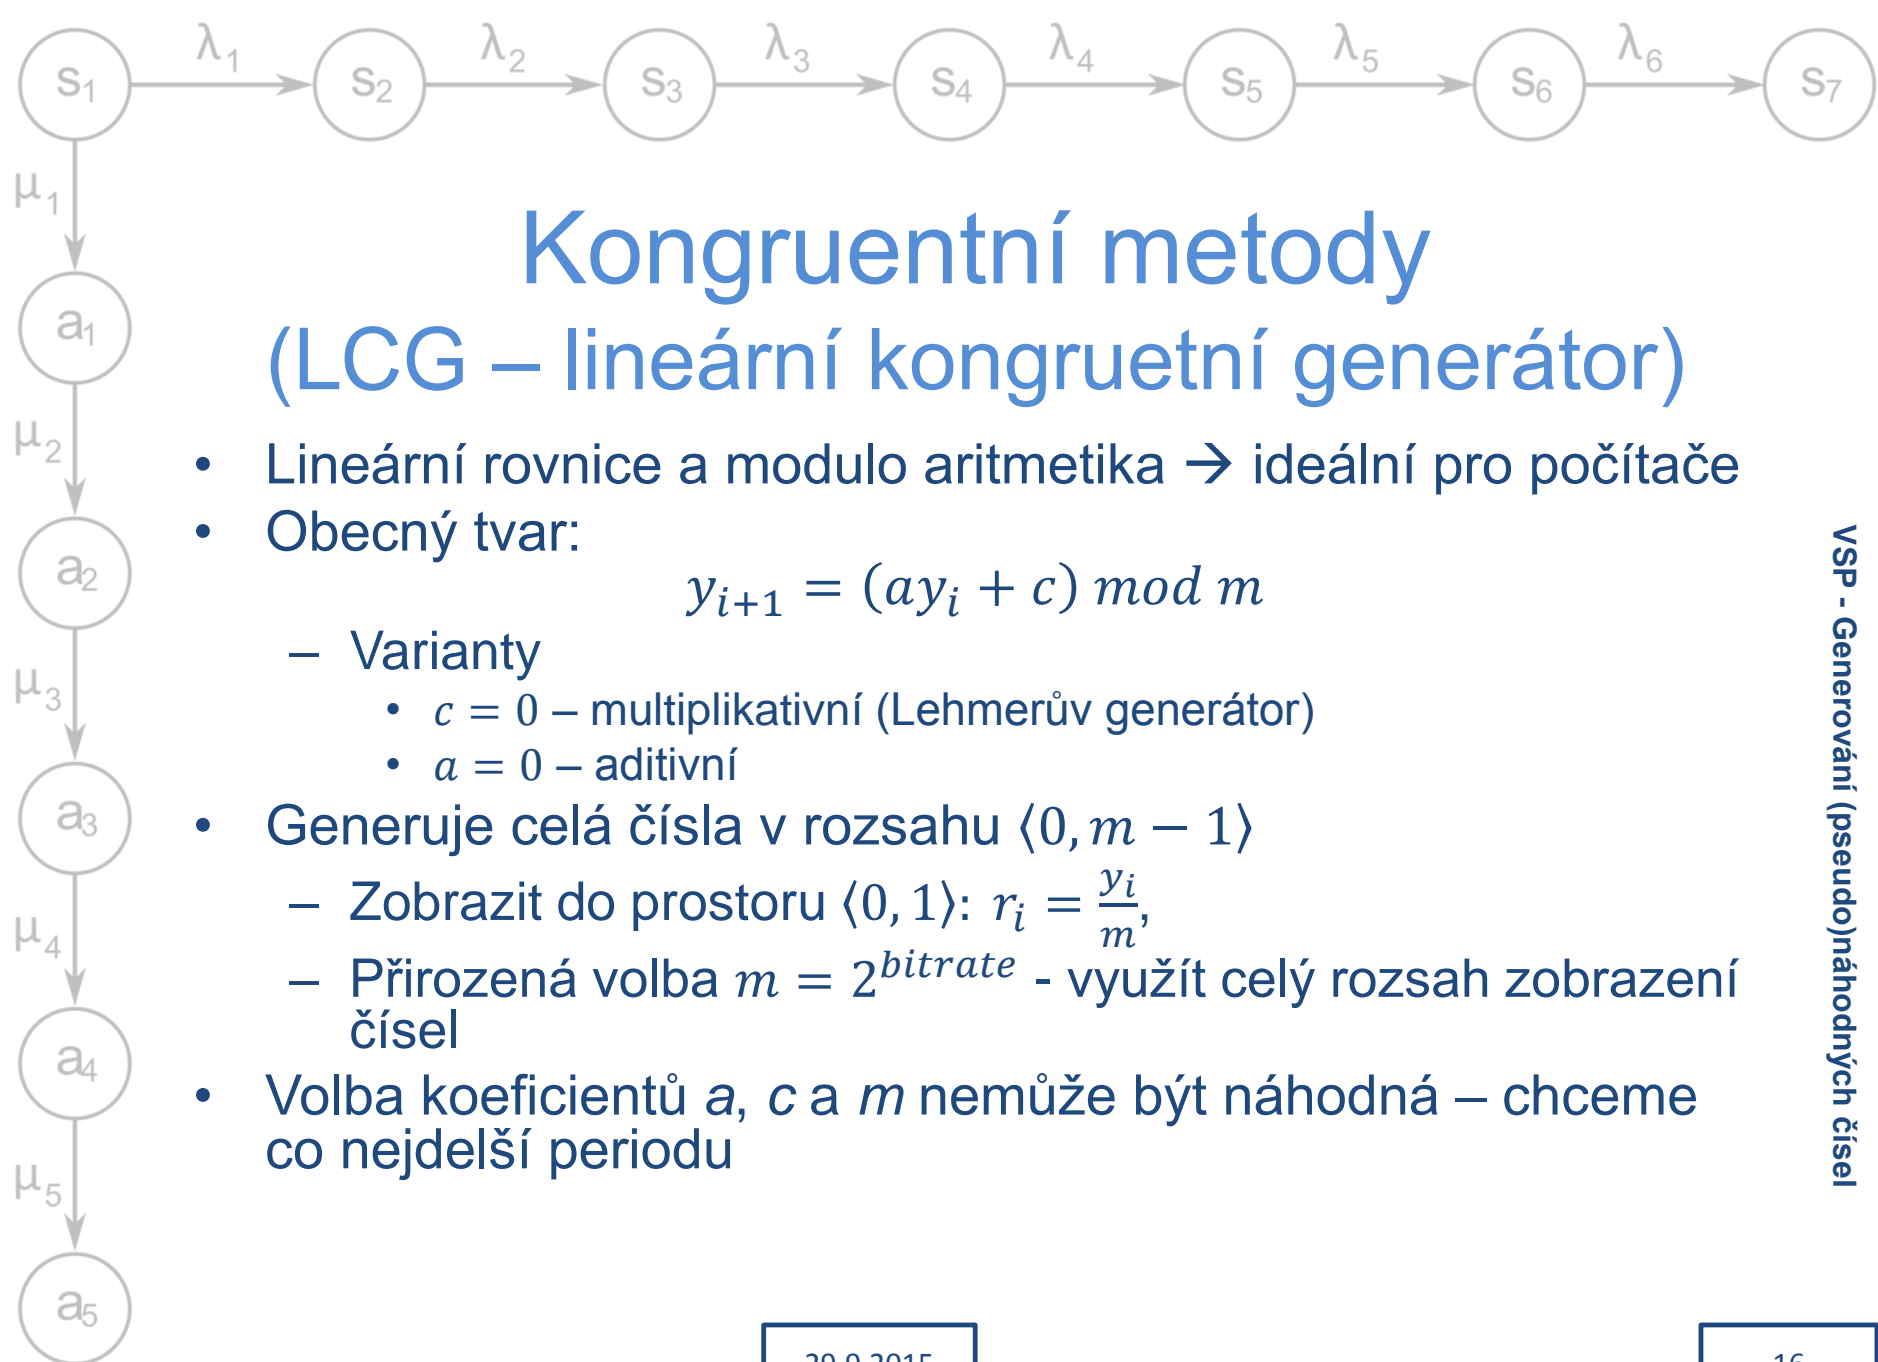 λ1 λ2 λ3 λ4 λ5 λ6
s1 s2 s3 s4 s5 s6 s7
μ1
a1
μ2
a2
μ3
a3
μ4
a4
μ5
a5
Kongruentní metody
(LCG – lineární kongruetní generátor)
• Lineární rovnice a modulo aritmetika → ideální pro počítače
• Obecný tvar:
y_{i+1} = (ay_i + c) mod m
– Varianty
• c = 0 – multiplikativní (Lehmerův generátor)
• a = 0 – aditivní
• Generuje celá čísla v rozsahu ⟨0, m − 1⟩
– Zobrazit do prostoru ⟨0, 1⟩: r_i = y_i/m,
– Přirozená volba m = 2^{bitrate} - využít celý rozsah zobrazení
čísel
• Volba koeficientů a, c a m nemůže být náhodná – chceme
co nejdelší periodu
VSP - Generování (pseudo)náhodných čísel
29.9.2015
16